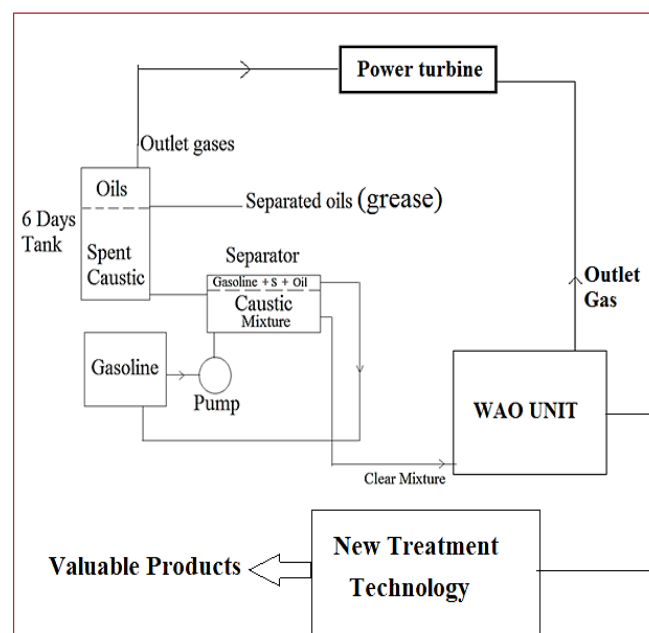 Power turbine
Outlet gases
Oils
Separated oils (grease)
6 Days
Tank
Spent
Caustic
Separator
Gasoline + S + Oil
Caustic
Mixture
Outlet
Gas
Gasoline
Pump
WAO UNIT
Clear Mixture
New Treatment
Technology
Valuable Products